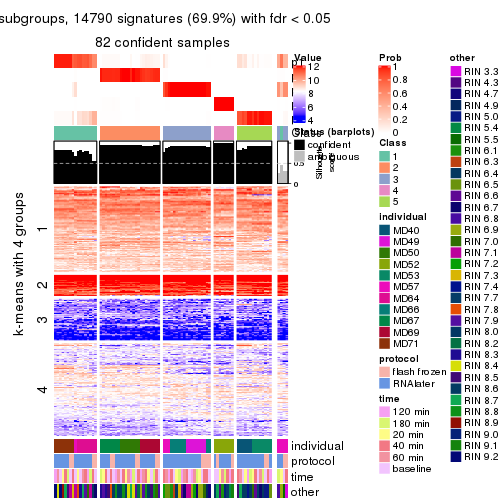 subgroups, 14790 signatures (69.9%) with fdr < 0.05
82 confident samples
k-means with 4 groups
1
2
3
4
individual
protocol
time
other
Value
12
10
8
6
4
Status (barplots)
confident
ambiguous
Silhouette
score
0.5
0
Prob
1
0.8
0.6
0.4
0.2
0
Class
1
2
3
4
5
individual
MD40
MD49
MD50
MD52
MD53
MD57
MD64
MD66
MD67
MD69
MD71
protocol
flash frozen
RNAlater
time
120 min
180 min
20 min
40 min
60 min
baseline
other
RIN 3.3
RIN 4.3
RIN 4.7
RIN 4.9
RIN 5.0
RIN 5.4
RIN 5.5
RIN 6.1
RIN 6.3
RIN 6.4
RIN 6.5
RIN 6.6
RIN 6.7
RIN 6.8
RIN 6.9
RIN 7.0
RIN 7.1
RIN 7.2
RIN 7.3
RIN 7.4
RIN 7.7
RIN 7.8
RIN 7.9
RIN 8.0
RIN 8.2
RIN 8.3
RIN 8.4
RIN 8.5
RIN 8.6
RIN 8.7
RIN 8.8
RIN 8.9
RIN 9.0
RIN 9.1
RIN 9.2